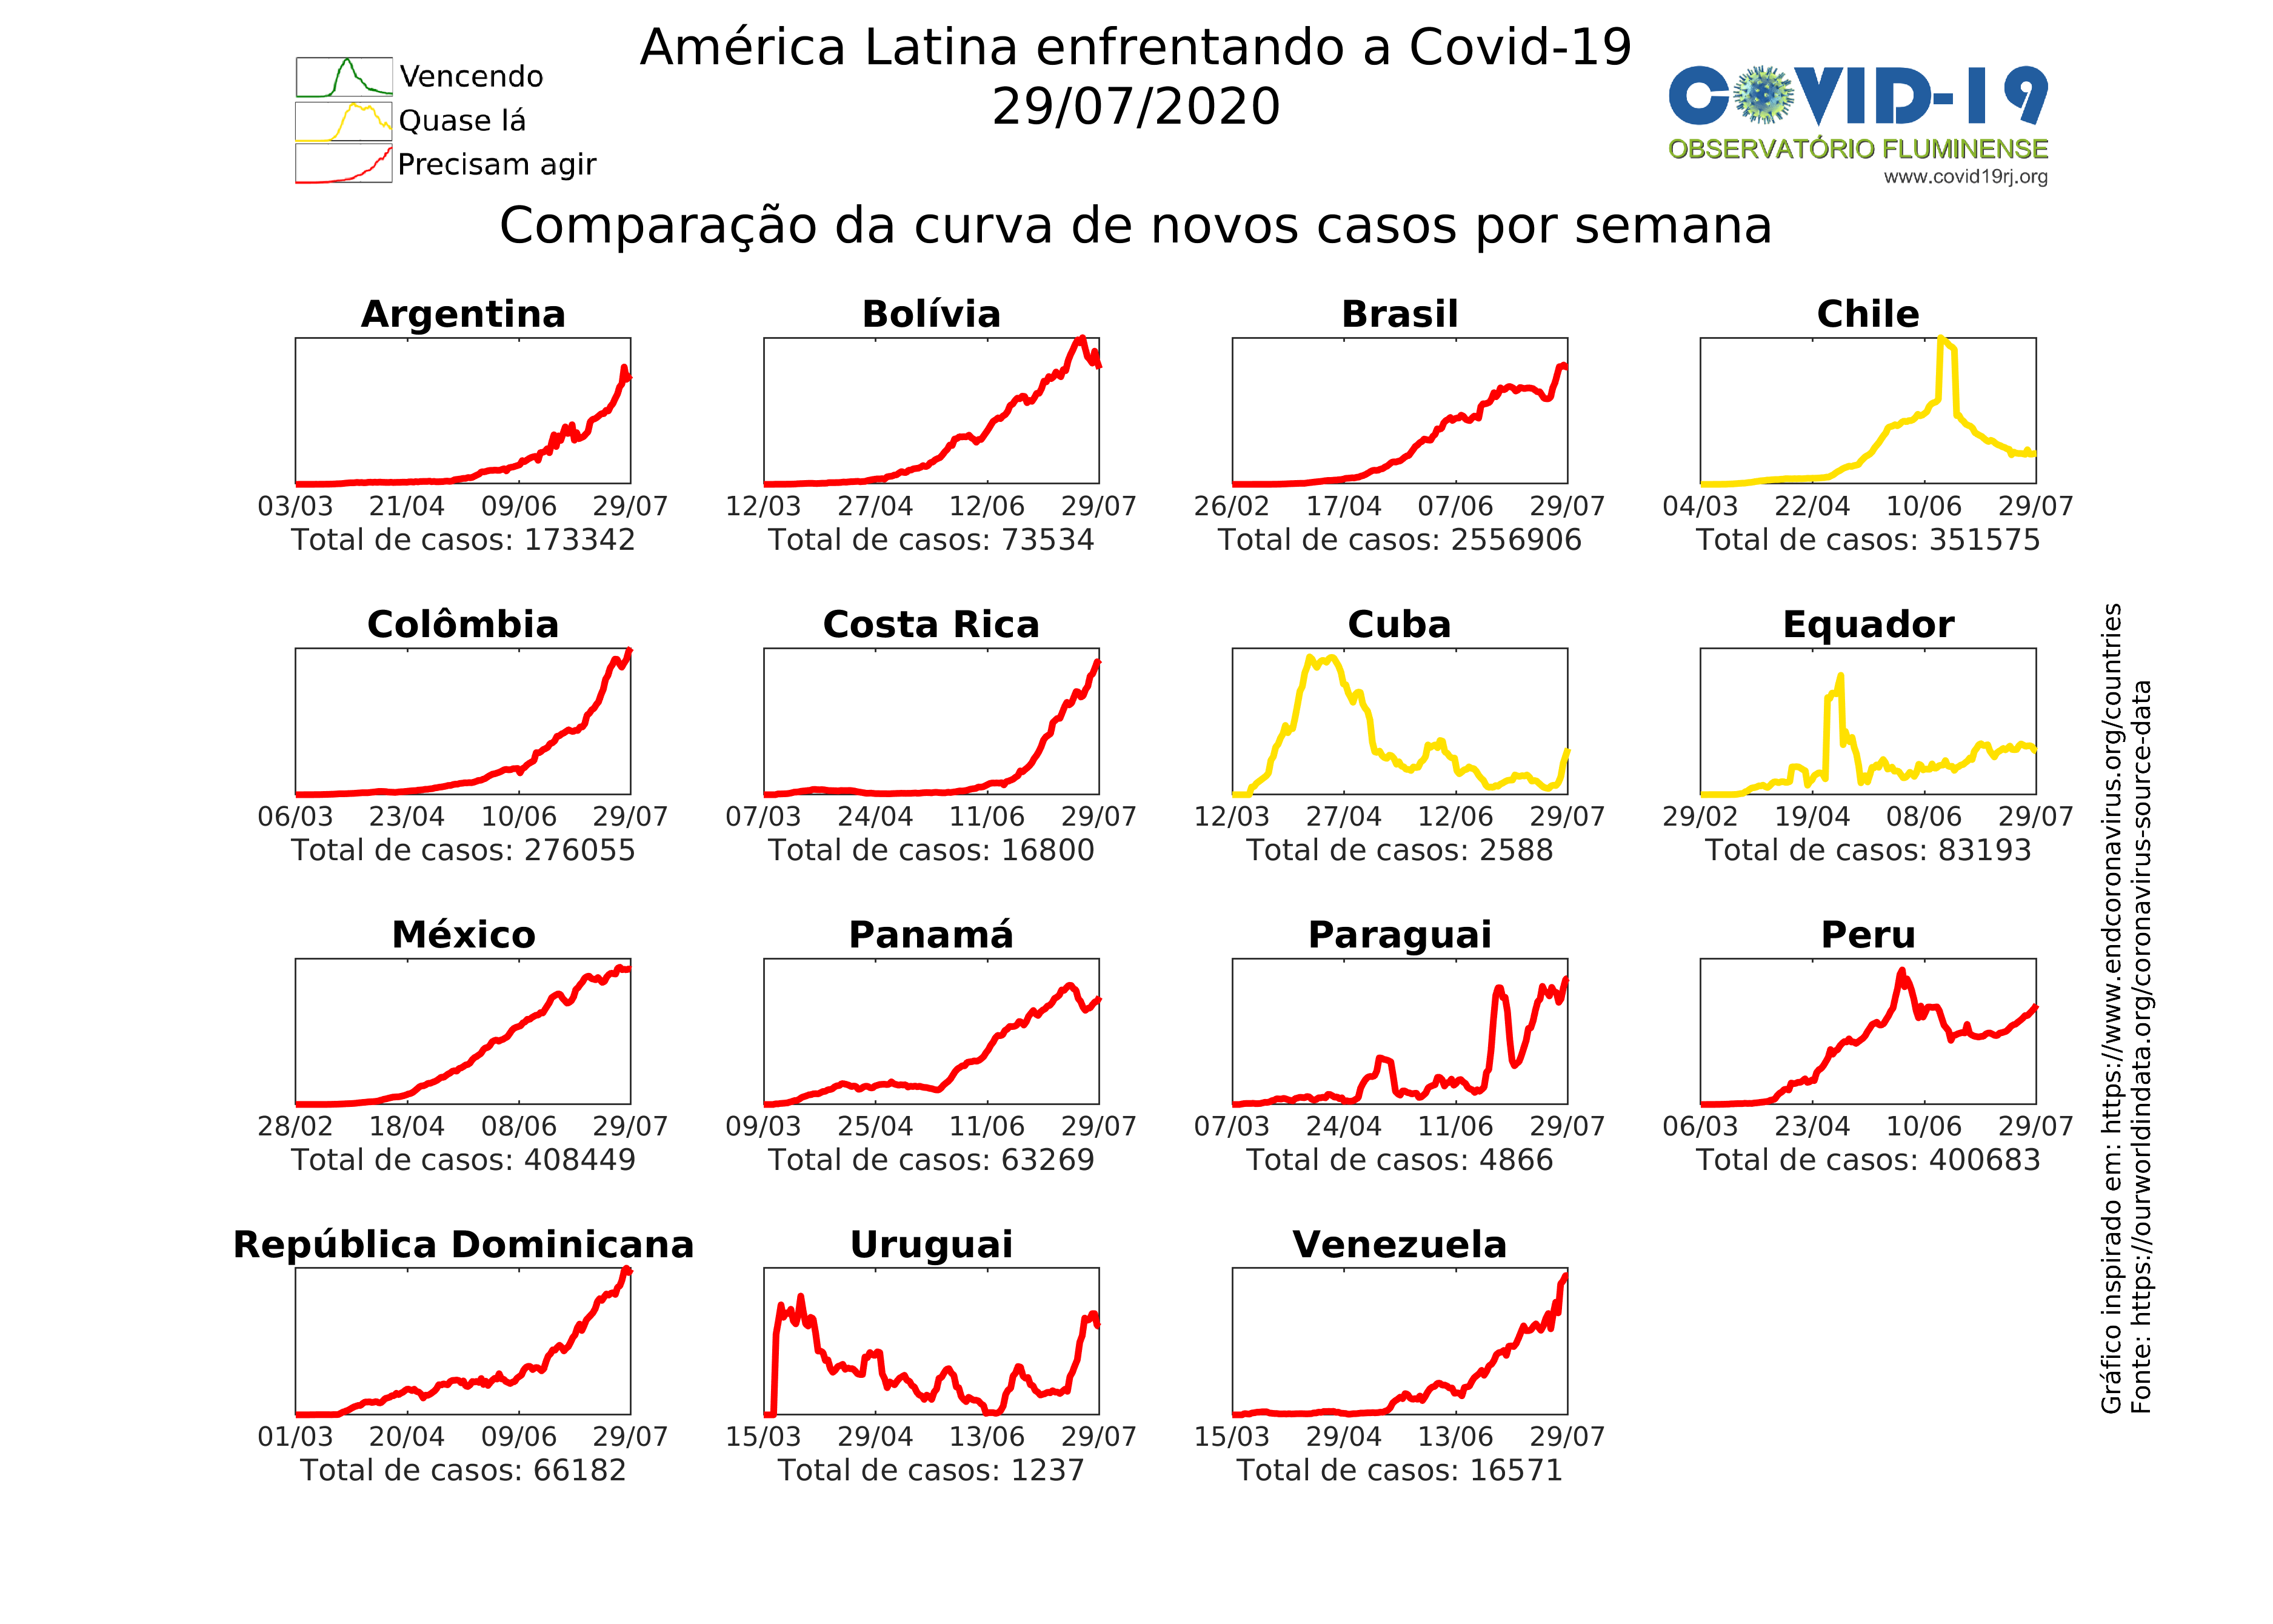 América Latina enfrentando a Covid-19
29/07/2020
Vencendo
Quase lá
Precisam agir
COVID-19
OBSERVATÓRIO FLUMINENSE
www.covid19rj.org
Comparação da curva de novos casos por semana
Argentina
03/03 21/04 09/06 29/07
Total de casos: 173342
Bolívia
12/03 27/04 12/06 29/07
Total de casos: 73534
Brasil
26/02 17/04 07/06 29/07
Total de casos: 2556906
Chile
04/03 22/04 10/06 29/07
Total de casos: 351575
Colômbia
06/03 23/04 10/06 29/07
Total de casos: 276055
Costa Rica
07/03 24/04 11/06 29/07
Total de casos: 16800
Cuba
12/03 27/04 12/06 29/07
Total de casos: 2588
Equador
29/02 19/04 08/06 29/07
Total de casos: 83193
México
28/02 18/04 08/06 29/07
Total de casos: 408449
Panamá
09/03 25/04 11/06 29/07
Total de casos: 63269
Paraguai
07/03 24/04 11/06 29/07
Total de casos: 4866
Peru
06/03 23/04 10/06 29/07
Total de casos: 400683
República Dominicana
01/03 20/04 09/06 29/07
Total de casos: 66182
Uruguai
15/03 29/04 13/06 29/07
Total de casos: 1237
Venezuela
15/03 29/04 13/06 29/07
Total de casos: 16571
Gráfico inspirado em: https://www.endcoronavirus.org/countries
Fonte: https://ourworldindata.org/coronavirus-source-data